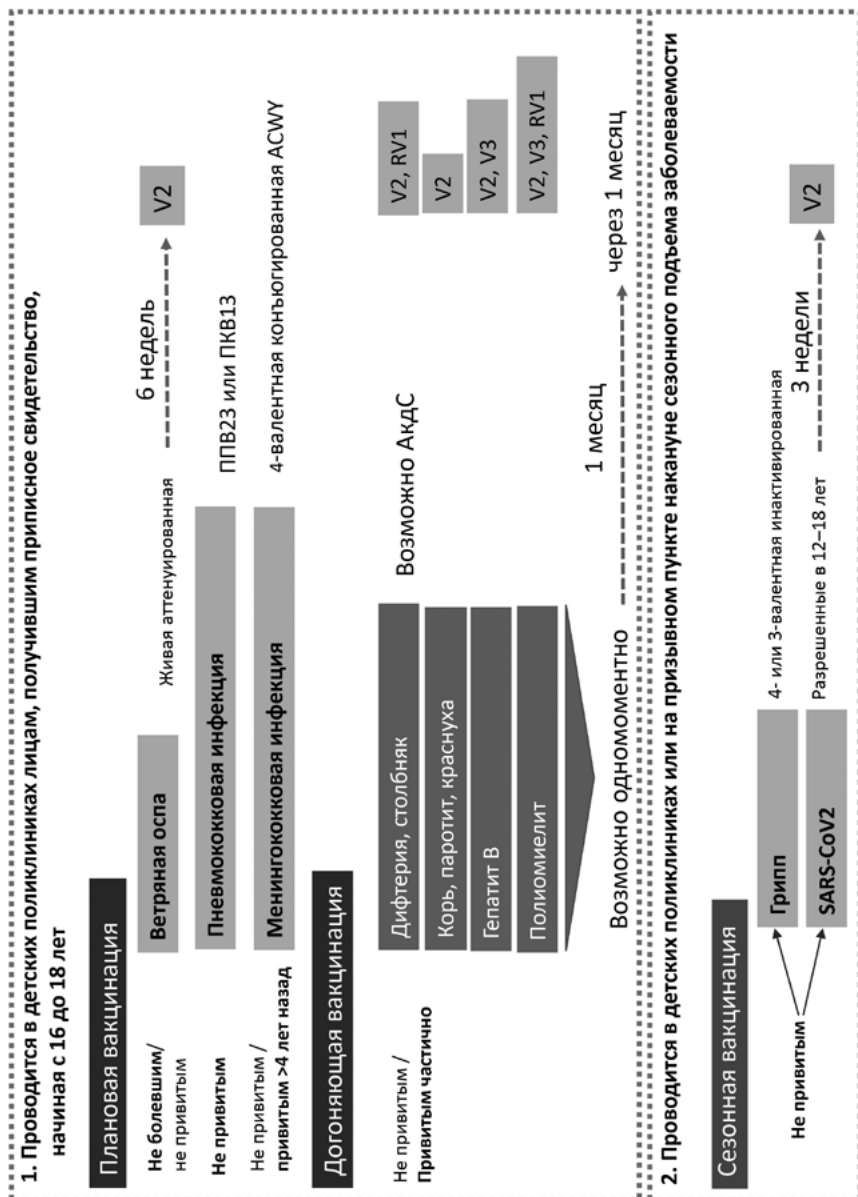 1. Проводится в детских поликлиниках лицам, получившим приписное свидетельство,
начиная с 16 до 18 лет
Плановая вакцинация
Не болевшим/
не привитым
Ветряная оспа
Живая аттенуированная
6 недель
V2
Не привитым
Пневмококковая инфекция
ППВ23 или ПКВ13
Не привитым /
привитым >4 лет назад
Менингококковая инфекция
4-валентная конъюгированная ACWY
Догоняющая вакцинация
Не привитым /
Привитым частично
Дифтерия, столбняк
Возможно АкдС
V2, RV1
Корь, паротит, краснуха
V2
Гепатит В
V2, V3
Полиомиелит
V2, V3, RV1
Возможно одномоментно
1 месяц
через 1 месяц
2. Проводится в детских поликлиниках или на призывном пункте накануне сезонного подъема заболеваемости
Сезонная вакцинация
Не привитым
Грипп
4- или 3-валентная инактивированная
SARS-CoV2
Разрешенные в 12–18 лет
3 недели
V2